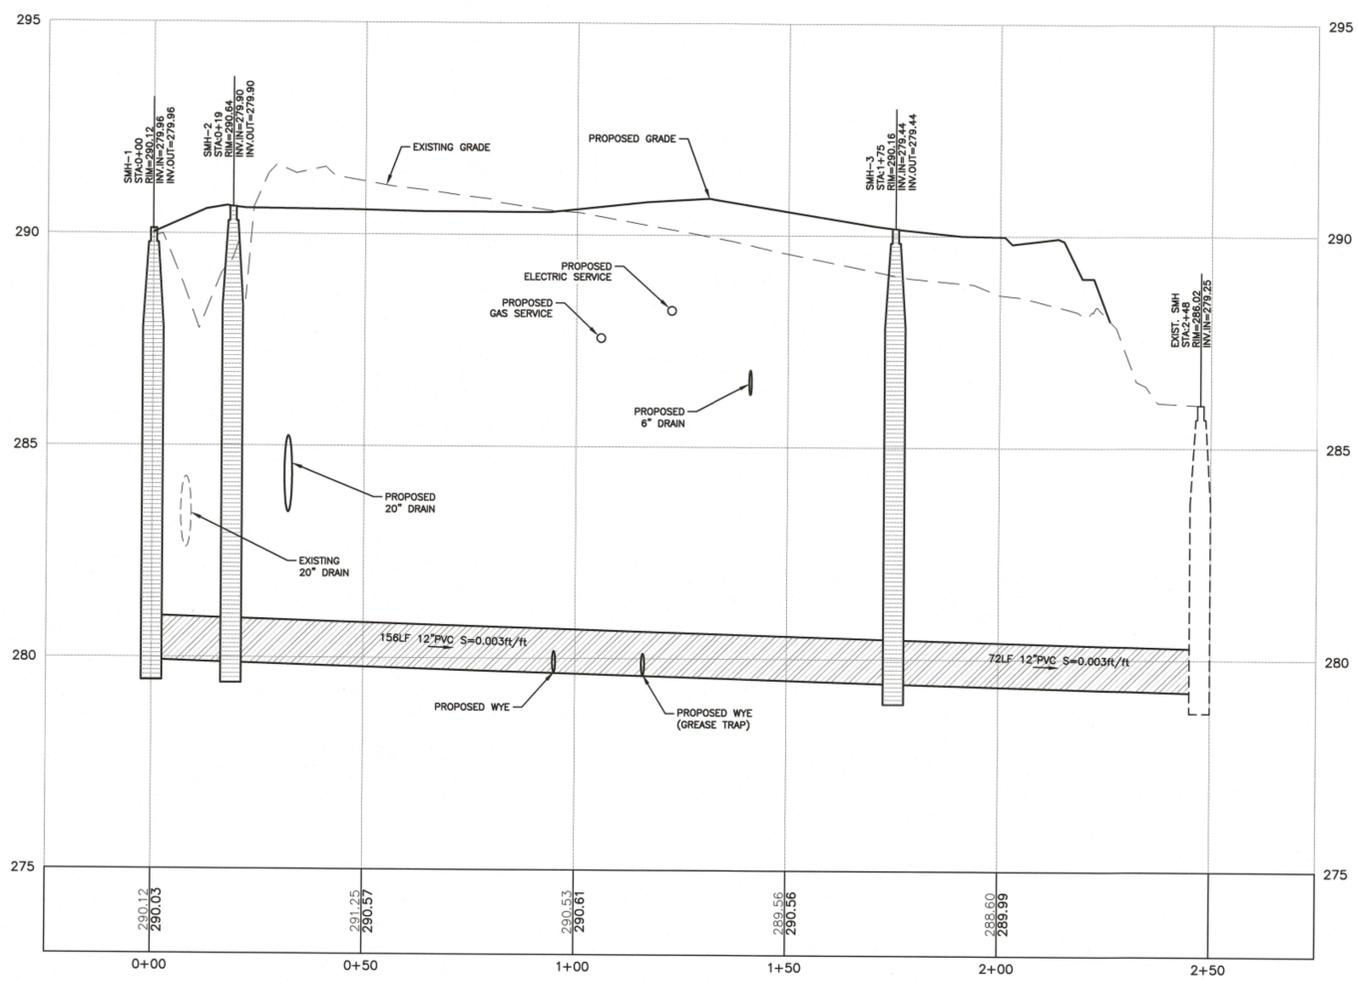 295
295
SMH-1
STA:0+00
RIM=290.12
INV.IN=279.96
INV.OUT=279.96
SMH-2
STA:0+19
RIM=290.64
INV.IN=279.90
INV.OUT=279.90
EXISTING GRADE
PROPOSED GRADE
SMH-3
STA:1+75
RIM=290.16
INV.IN=279.44
INV.OUT=279.44
290
290
PROPOSED
ELECTRIC SERVICE
PROPOSED
GAS SERVICE
EXIST. SMH
STA:2+48
RIM=286.02
INV.IN=279.25
PROPOSED
6" DRAIN
285
285
PROPOSED
20" DRAIN
EXISTING
20" DRAIN
156LF 12"PVC S=0.003ft/ft
72LF 12"PVC S=0.003ft/ft
280
280
PROPOSED WYE
PROPOSED WYE
(GREASE TRAP)
275
275
290.12
290.03
291.25
290.57
290.53
290.61
289.56
290.56
288.60
289.99
0+00
0+50
1+00
1+50
2+00
2+50